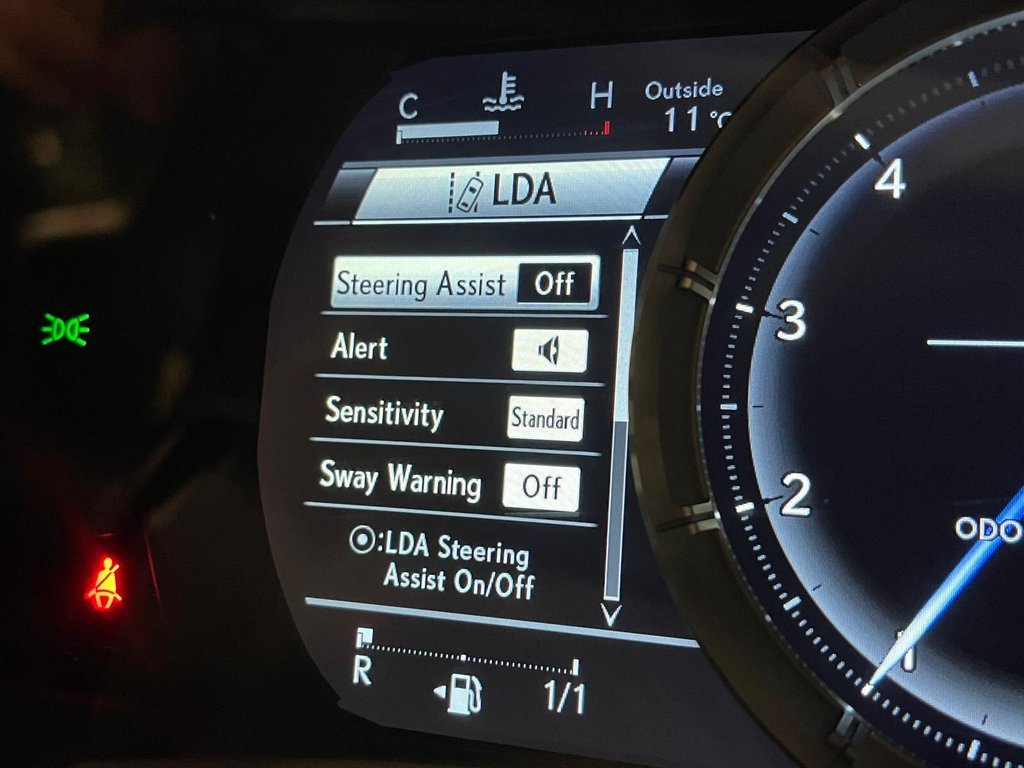 C H Outside
11 °C
LDA
Steering Assist Off
Alert
Sensitivity Standard
Sway Warning Off
:LDA Steering
Assist On/Off
R 1/1
4
3
2
1
ODO